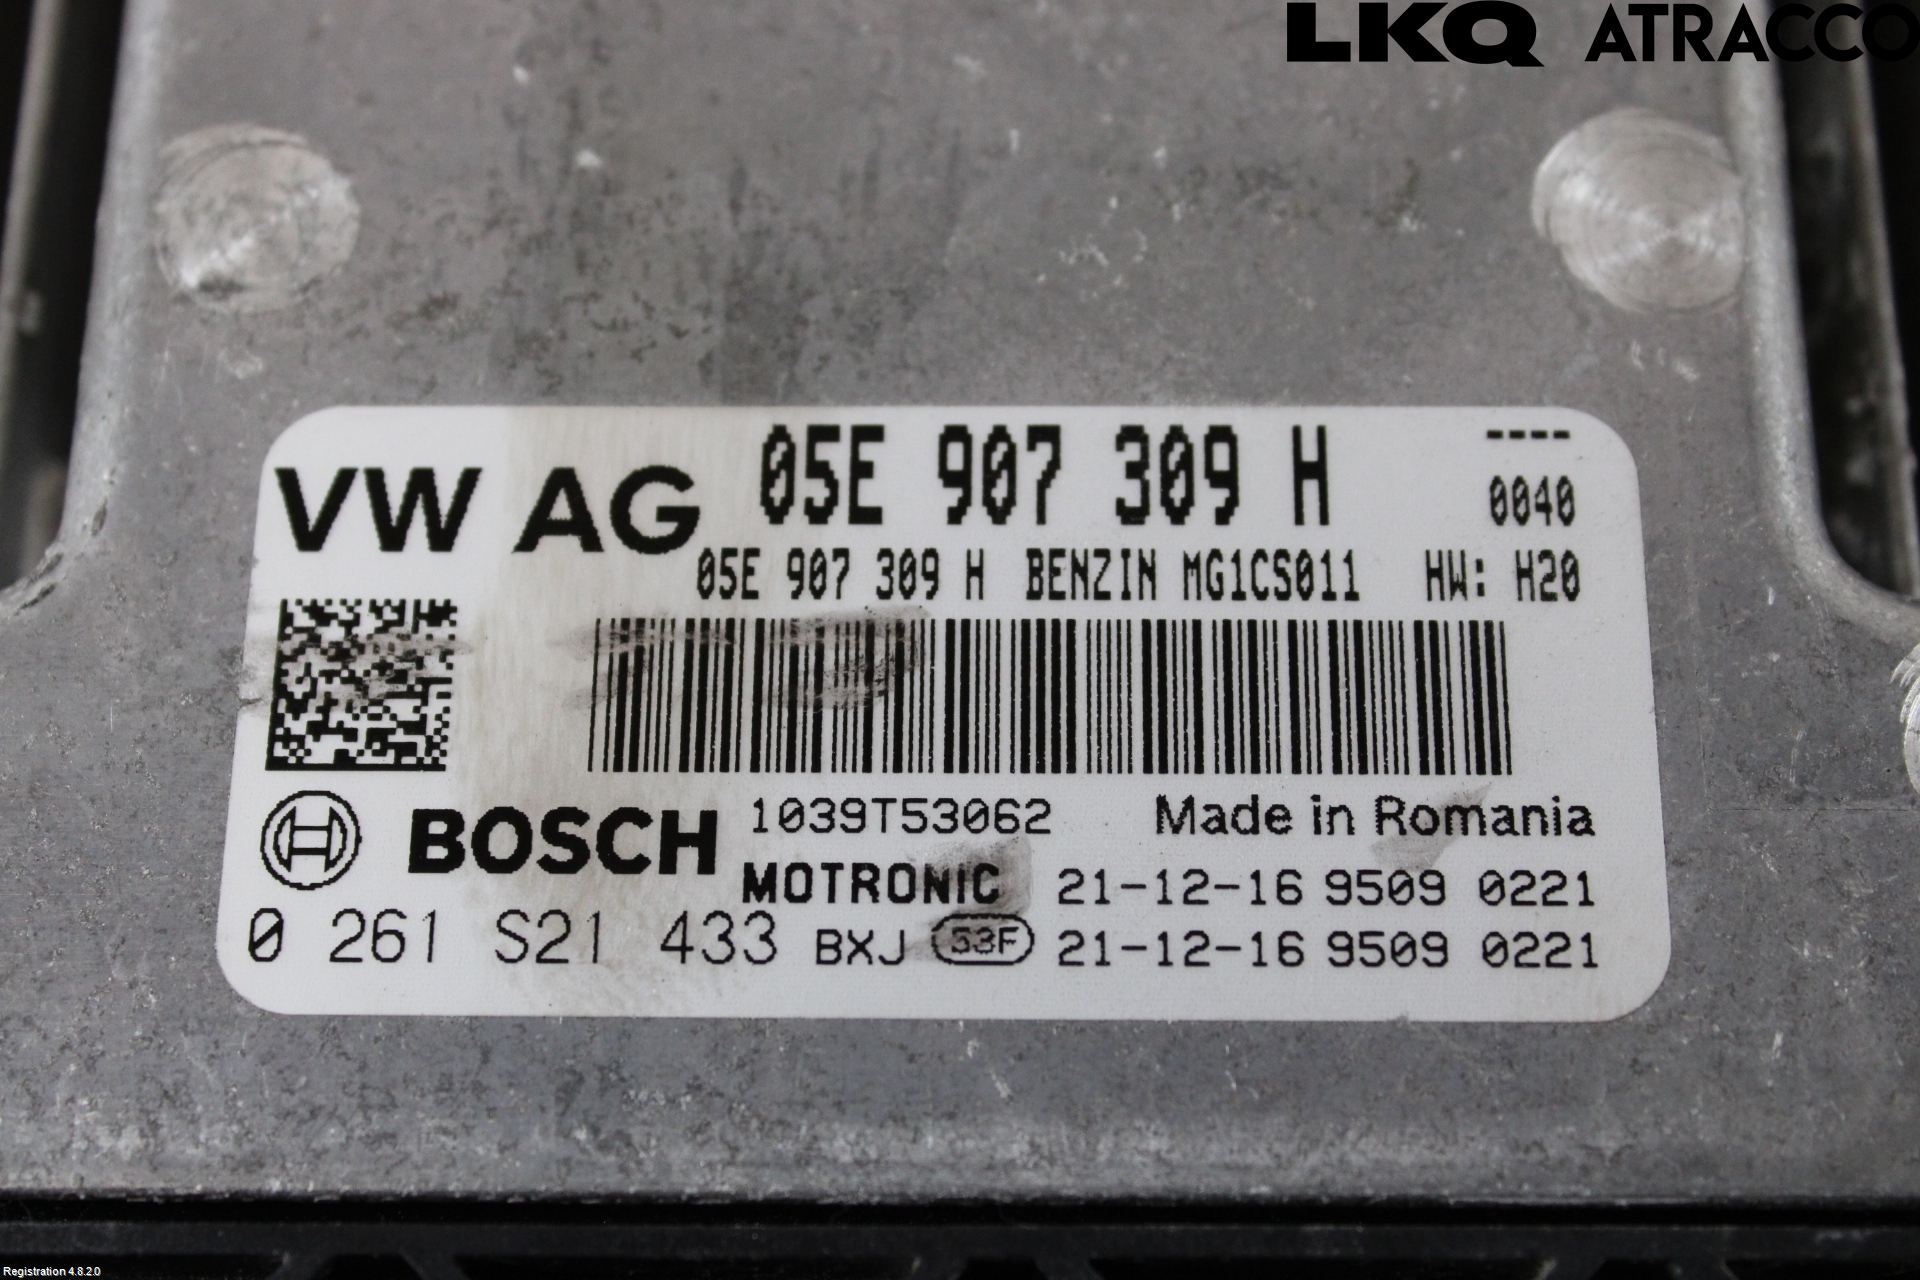 LKQ ATRACCO
VW AG 05E 907 309 H ----
0040
05E 907 309 H BENZIN MG1CS011 HW: H20
BOSCH 1039T53062 Made in Romania
MOTRONIC 21-12-16 9509 0221
0 261 S21 433 BXJ 53F 21-12-16 9509 0221
Registration 4.8.2.0